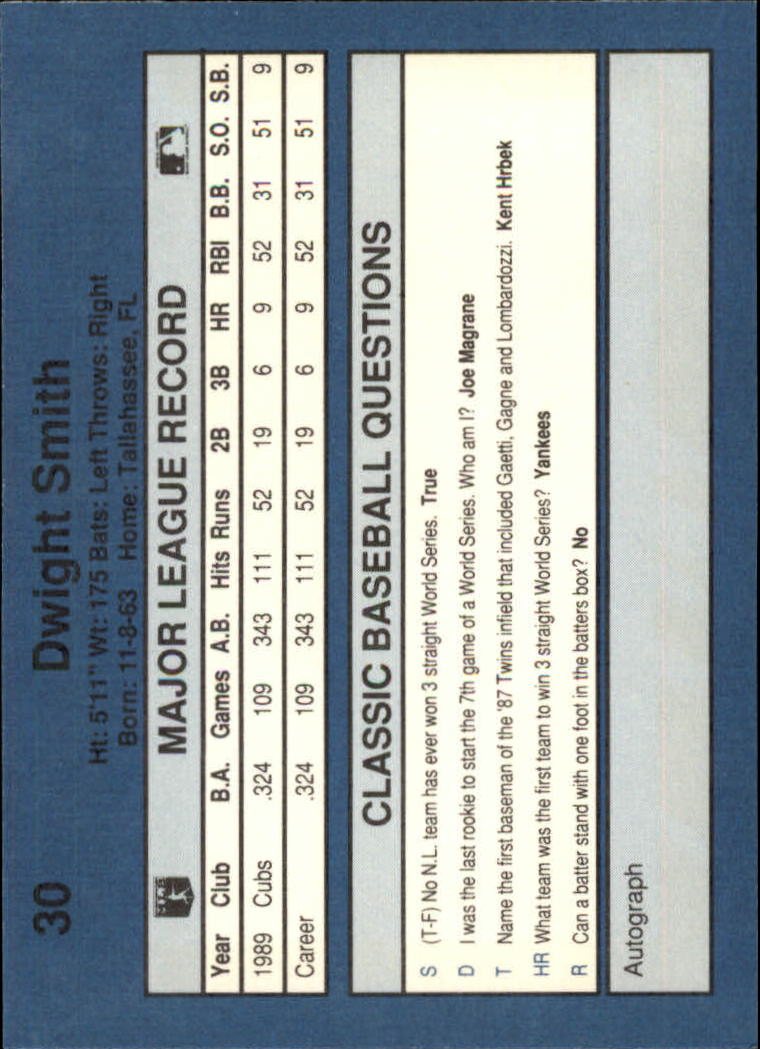 30 Dwight Smith
Ht: 5'11" Wt: 175 Bats: Left Throws: Right
Born: 11-8-63 Home: Tallahassee, FL
MAJOR LEAGUE RECORD
Year Club B.A. Games A.B. Hits Runs 2B 3B HR RBI B.B. S.O. S.B.
1989 Cubs .324 109 343 111 52 19 6 9 52 31 51 9
Career .324 109 343 111 52 19 6 9 52 31 51 9
CLASSIC BASEBALL QUESTIONS
S (T-F) No N.L. team has ever won 3 straight World Series. True
D I was the last rookie to start the 7th game of a World Series. Who am I? Joe Magrane
T Name the first baseman of the '87 Twins infield that included Gaetti, Gagne and Lombardozzi. Kent Hrbek
HR What team was the first team to win 3 straight World Series? Yankees
R Can a batter stand with one foot in the batters box? No
Autograph